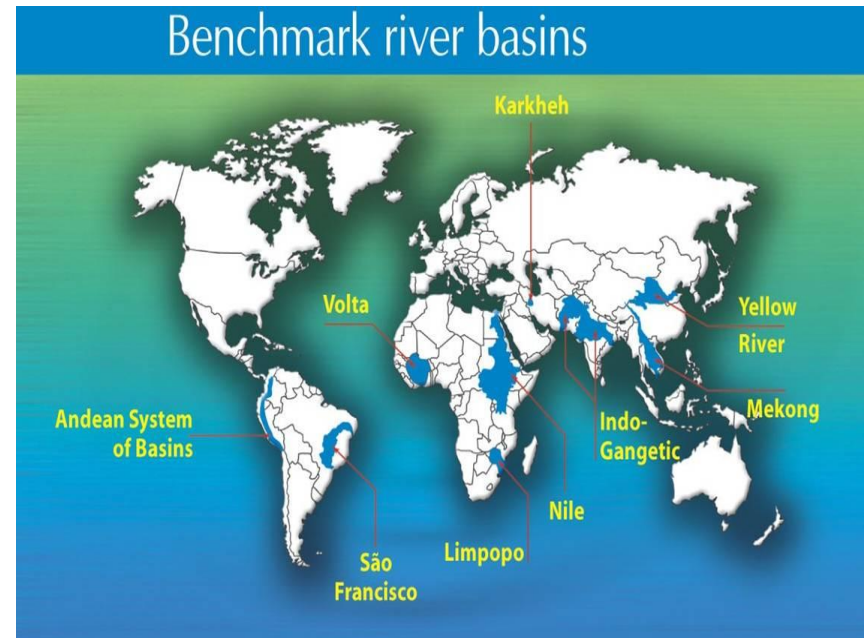 Benchmark river basins
Karkheh
Volta
Yellow
River
Andean System
of Basins
Mekong
Indo-
Gangetic
Nile
Limpopo
São
Francisco